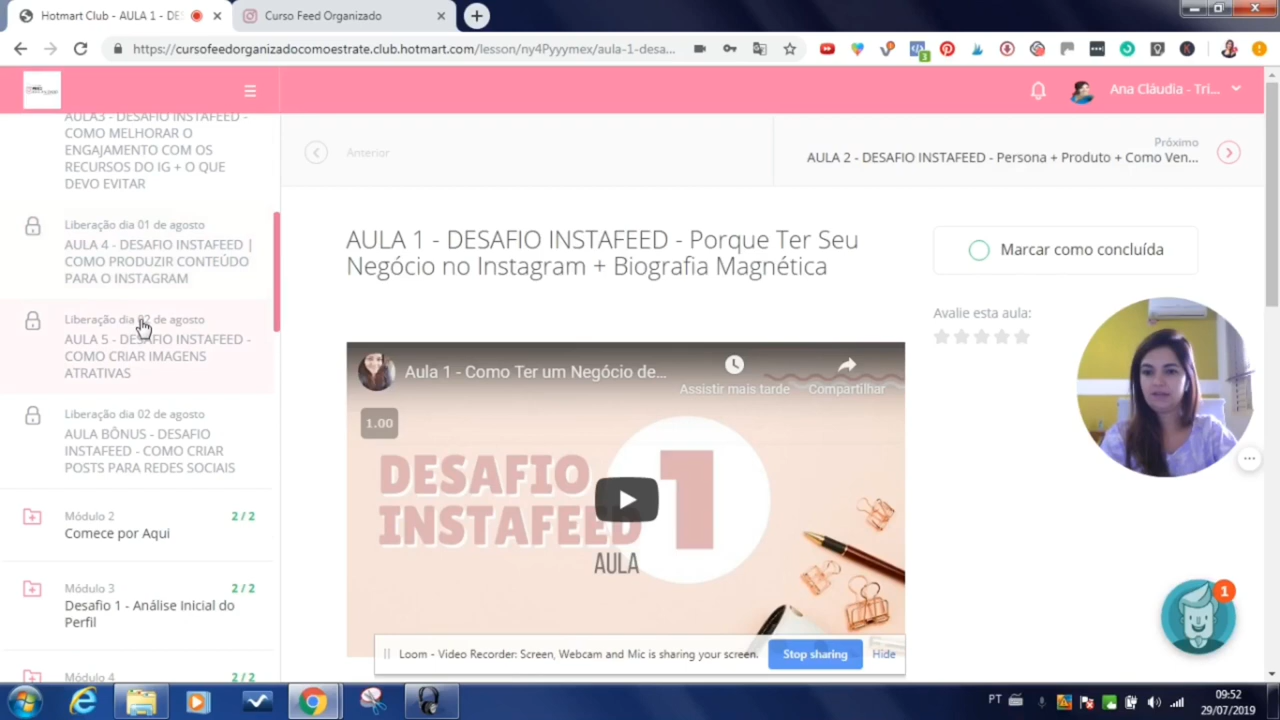 Hotmart Club - AULA 1 - DES
Curso Feed Organizado
https://cursofeedorganizadocomoestrate.club.hotmart.com/lesson/ny4Pyyymex/aula-1-desa...
3
Ana Cláudia - Tri...
AULA3 - DESAFIO INSTAFEED -
COMO MELHORAR O
ENGAJAMENTO COM OS
RECURSOS DO IG + O QUE
DEVO EVITAR
Liberação dia 01 de agosto
AULA 4 - DESAFIO INSTAFEED |
COMO PRODUZIR CONTEÚDO
PARA O INSTAGRAM
Liberação dia 02 de agosto
AULA 5 - DESAFIO INSTAFEED -
COMO CRIAR IMAGENS
ATRATIVAS
Liberação dia 02 de agosto
AULA BÔNUS - DESAFIO
INSTAFEED - COMO CRIAR
POSTS PARA REDES SOCIAIS
Módulo 2 2 / 2
Comece por Aqui
Módulo 3 2 / 2
Desafio 1 - Análise Inicial do
Perfil
Módulo 4 2 / 2
Anterior
Próximo
AULA 2 - DESAFIO INSTAFEED - Persona + Produto + Como Ven...
AULA 1 - DESAFIO INSTAFEED - Porque Ter Seu
Negócio no Instagram + Biografia Magnética
Marcar como concluída
Avalie esta aula:
Aula 1 - Como Ter um Negócio de...
Assistir mais tarde
Compartilhar
1.00
DESAFIO
INSTAFEED
1
AULA
Loom - Video Recorder: Screen, Webcam and Mic is sharing your screen.
Stop sharing
Hide
1
PT
09:52
29/07/2019